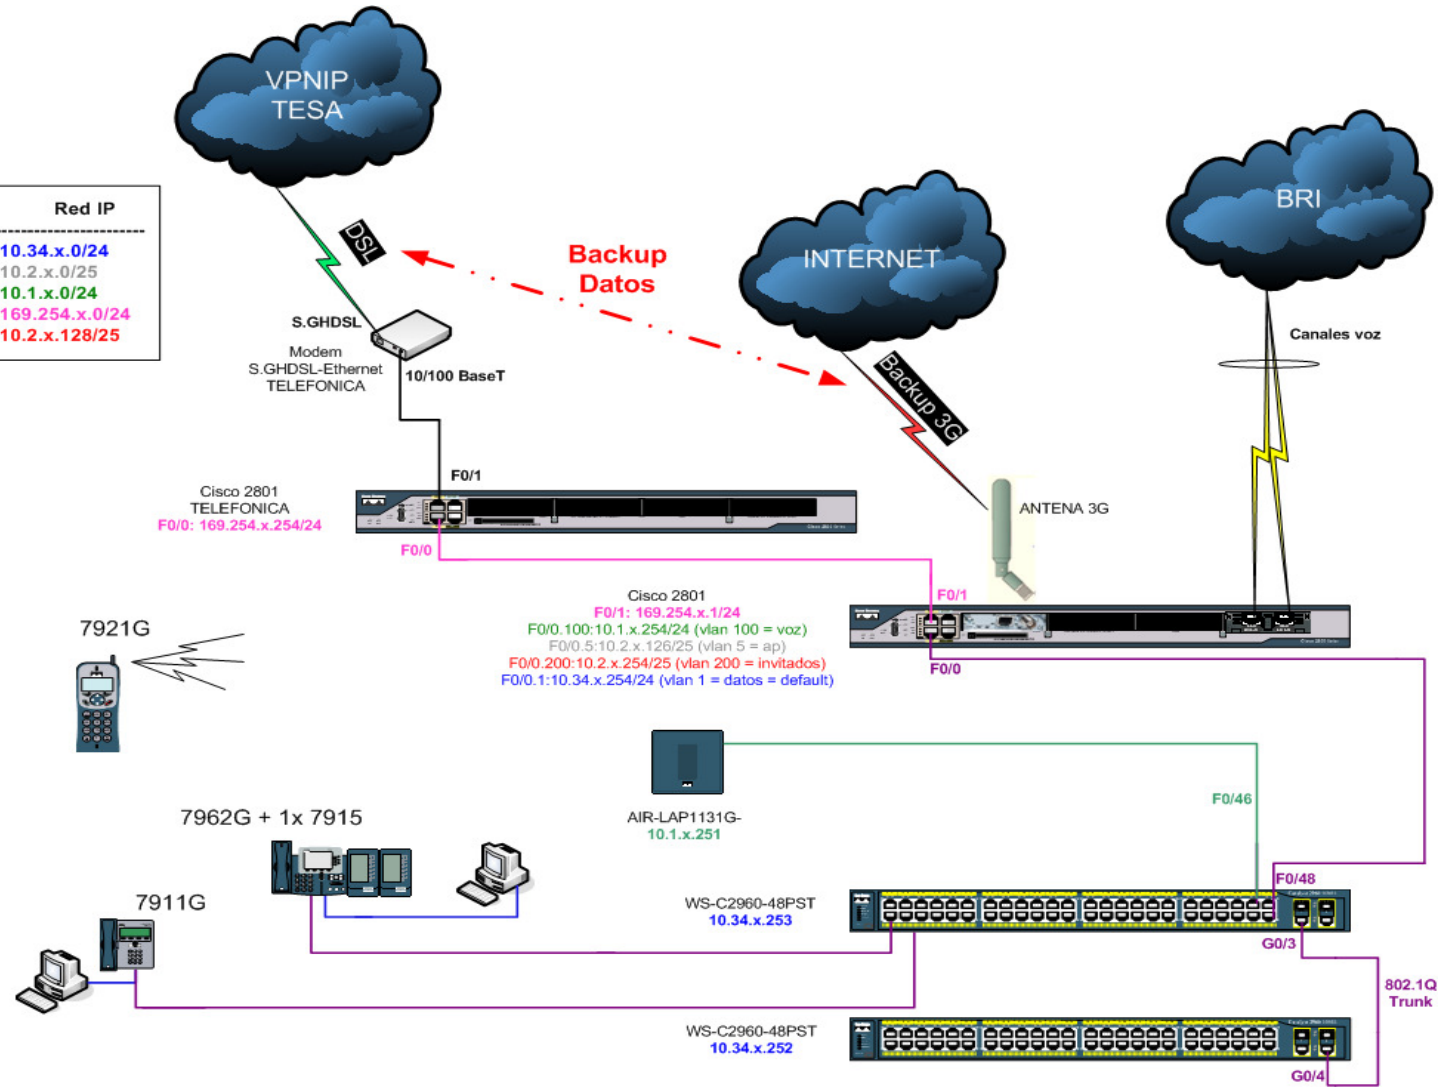 VPNIP
TESA
Red IP
10.34.x.0/24
10.2.x.0/25
10.1.x.0/24
169.254.x.0/24
10.2.x.128/25
DSL
Backup
Datos
INTERNET
BRI
Canales voz
S.GHDSL
Modem
S.GHDSL-Ethernet
TELEFONICA
10/100 BaseT
Backup 3G
F0/1
Cisco 2801
TELEFONICA
F0/0: 169.254.x.254/24
F0/0
ANTENA 3G
Cisco 2801
F0/1: 169.254.x.1/24
F0/0.100:10.1.x.254/24 (vlan 100 = voz)
F0/0.5:10.2.x.126/25 (vlan 5 = ap)
F0/0.200:10.2.x.254/25 (vlan 200 = invitados)
F0/0.1:10.34.x.254/24 (vlan 1 = datos = default)
F0/1
F0/0
7921G
AIR-LAP1131G-
10.1.x.251
F0/46
7962G + 1x 7915
7911G
WS-C2960-48PST
10.34.x.253
F0/48
G0/3
802.1Q
Trunk
WS-C2960-48PST
10.34.x.252
G0/4